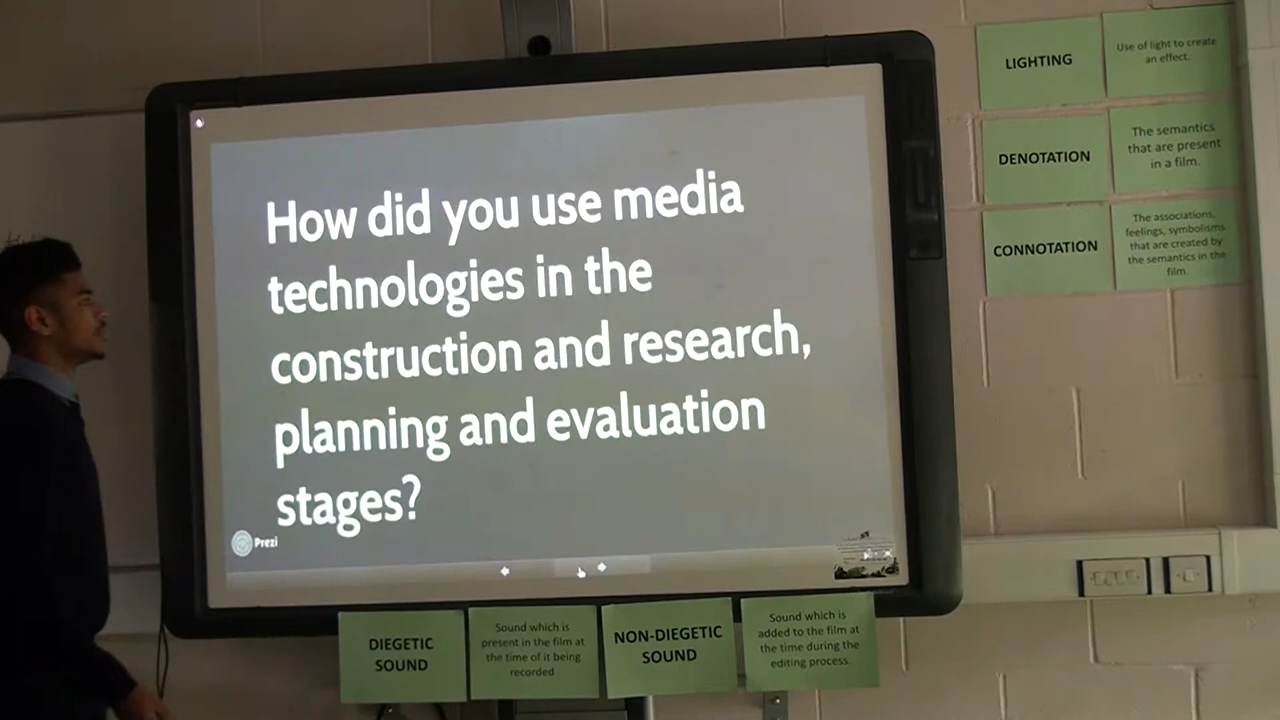 How did you use media
technologies in the
construction and research,
planning and evaluation
stages?
Prezi
LIGHTING
Use of light to create
an effect.
DENOTATION
The semantics
that are present
in a film.
CONNOTATION
The associations,
feelings, symbolisms
that are created by
the semantics in the
film.
DIEGETIC
SOUND
Sound which is
present in the film at
the time of it being
recorded
NON-DIEGETIC
SOUND
Sound which is
added to the film at
the time during the
editing process.